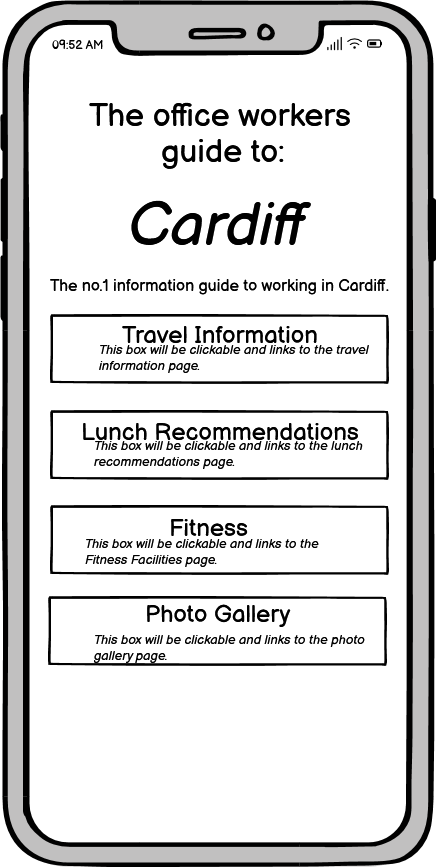 09:52 AM
The office workers
guide to:
Cardiff
The no.1 information guide to working in Cardiff.
Travel Information
This box will be clickable and links to the travel
information page.
Lunch Recommendations
This box will be clickable and links to the lunch
recommendations page.
Fitness
This box will be clickable and links to the
Fitness Facilities page.
Photo Gallery
This box will be clickable and links to the photo
gallery page.